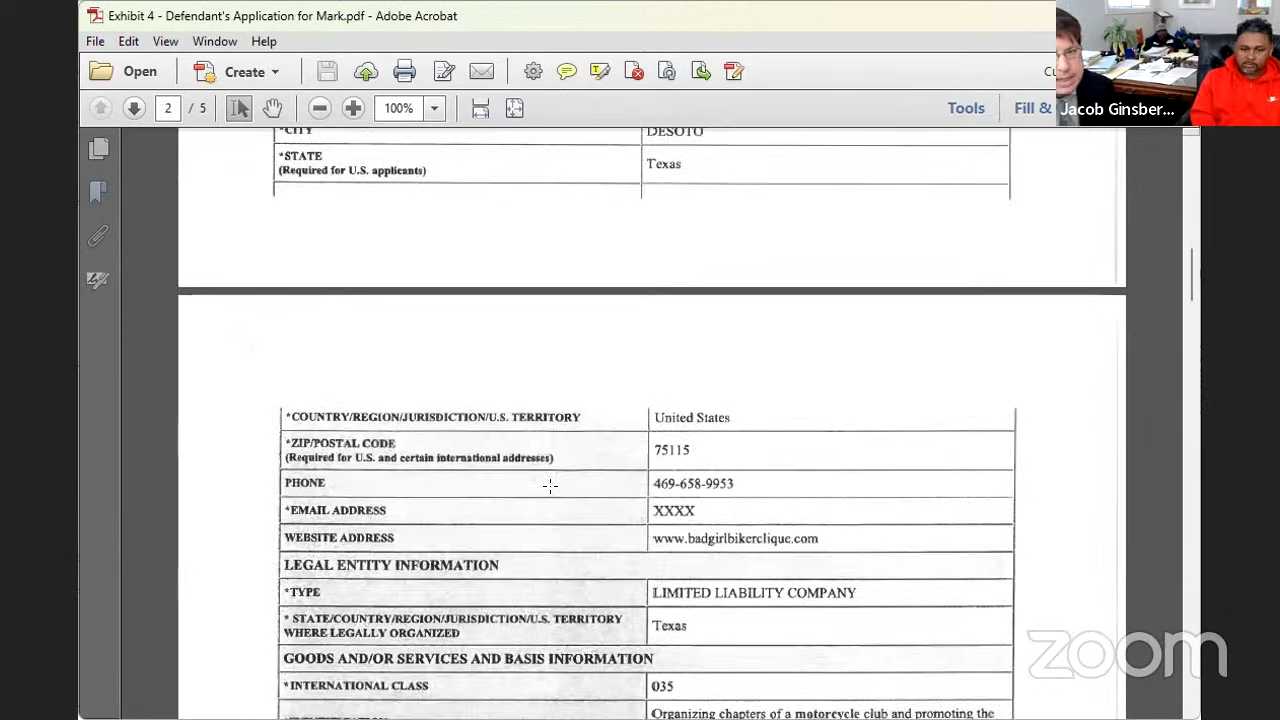 Exhibit 4 - Defendant's Application for Mark.pdf - Adobe Acrobat
File Edit View Window Help
Open Create
2 / 5 100% Tools Fill &
Jacob Ginsber...
*CITY DESOTO
*STATE
(Required for U.S. applicants) Texas
*COUNTRY/REGION/JURISDICTION/U.S. TERRITORY United States
*ZIP/POSTAL CODE
(Required for U.S. and certain international addresses) 75115
PHONE 469-658-9953
*EMAIL ADDRESS XXXX
WEBSITE ADDRESS www.badgirlbikerclique.com
LEGAL ENTITY INFORMATION
*TYPE LIMITED LIABILITY COMPANY
* STATE/COUNTRY/REGION/JURISDICTION/U.S. TERRITORY
WHERE LEGALLY ORGANIZED Texas
GOODS AND/OR SERVICES AND BASIS INFORMATION
*INTERNATIONAL CLASS 035
Organizing chapters of a motorcycle club and promoting the
zoom